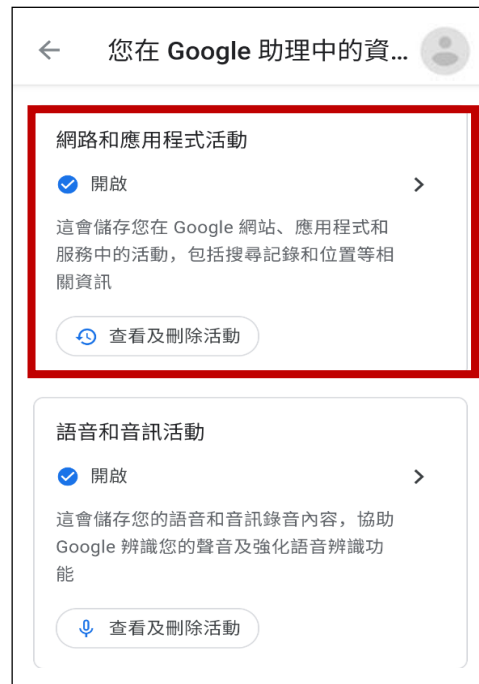 您在 Google 助理中的資...
網路和應用程式活動
開啟
這會儲存您在 Google 網站、應用程式和
服務中的活動，包括搜尋記錄和位置等相
關資訊
查看及刪除活動
語音和音訊活動
開啟
這會儲存您的語音和音訊錄音內容，協助
Google 辨識您的聲音及強化語音辨識功
能
查看及刪除活動